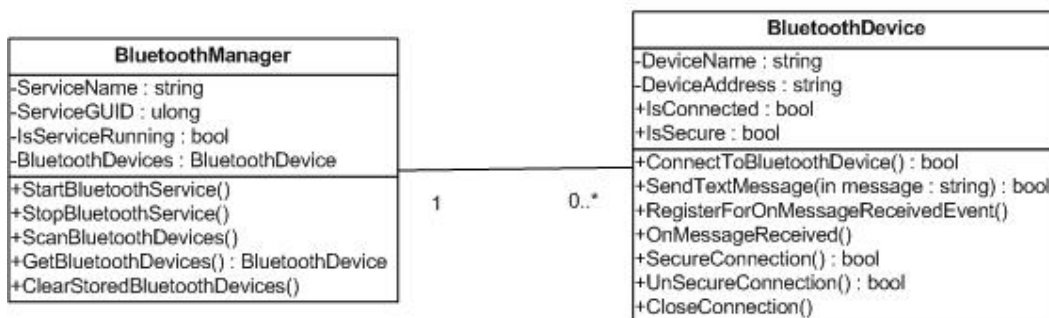 BluetoothManager
-ServiceName : string
-ServiceGUID : ulong
-IsServiceRunning : bool
-BluetoothDevices : BluetoothDevice
+StartBluetoothService()
+StopBluetoothService()
+ScanBluetoothDevices()
+GetBluetoothDevices() : BluetoothDevice
+ClearStoredBluetoothDevices()
1
0..*
BluetoothDevice
-DeviceName : string
-DeviceAddress : string
+IsConnected : bool
+IsSecure : bool
+ConnectToBluetoothDevice() : bool
+SendTextMessage(in message : string) : bool
+RegisterForOnMessageReceivedEvent()
+OnMessageReceived()
+SecureConnection() : bool
+UnSecureConnection() : bool
+CloseConnection()